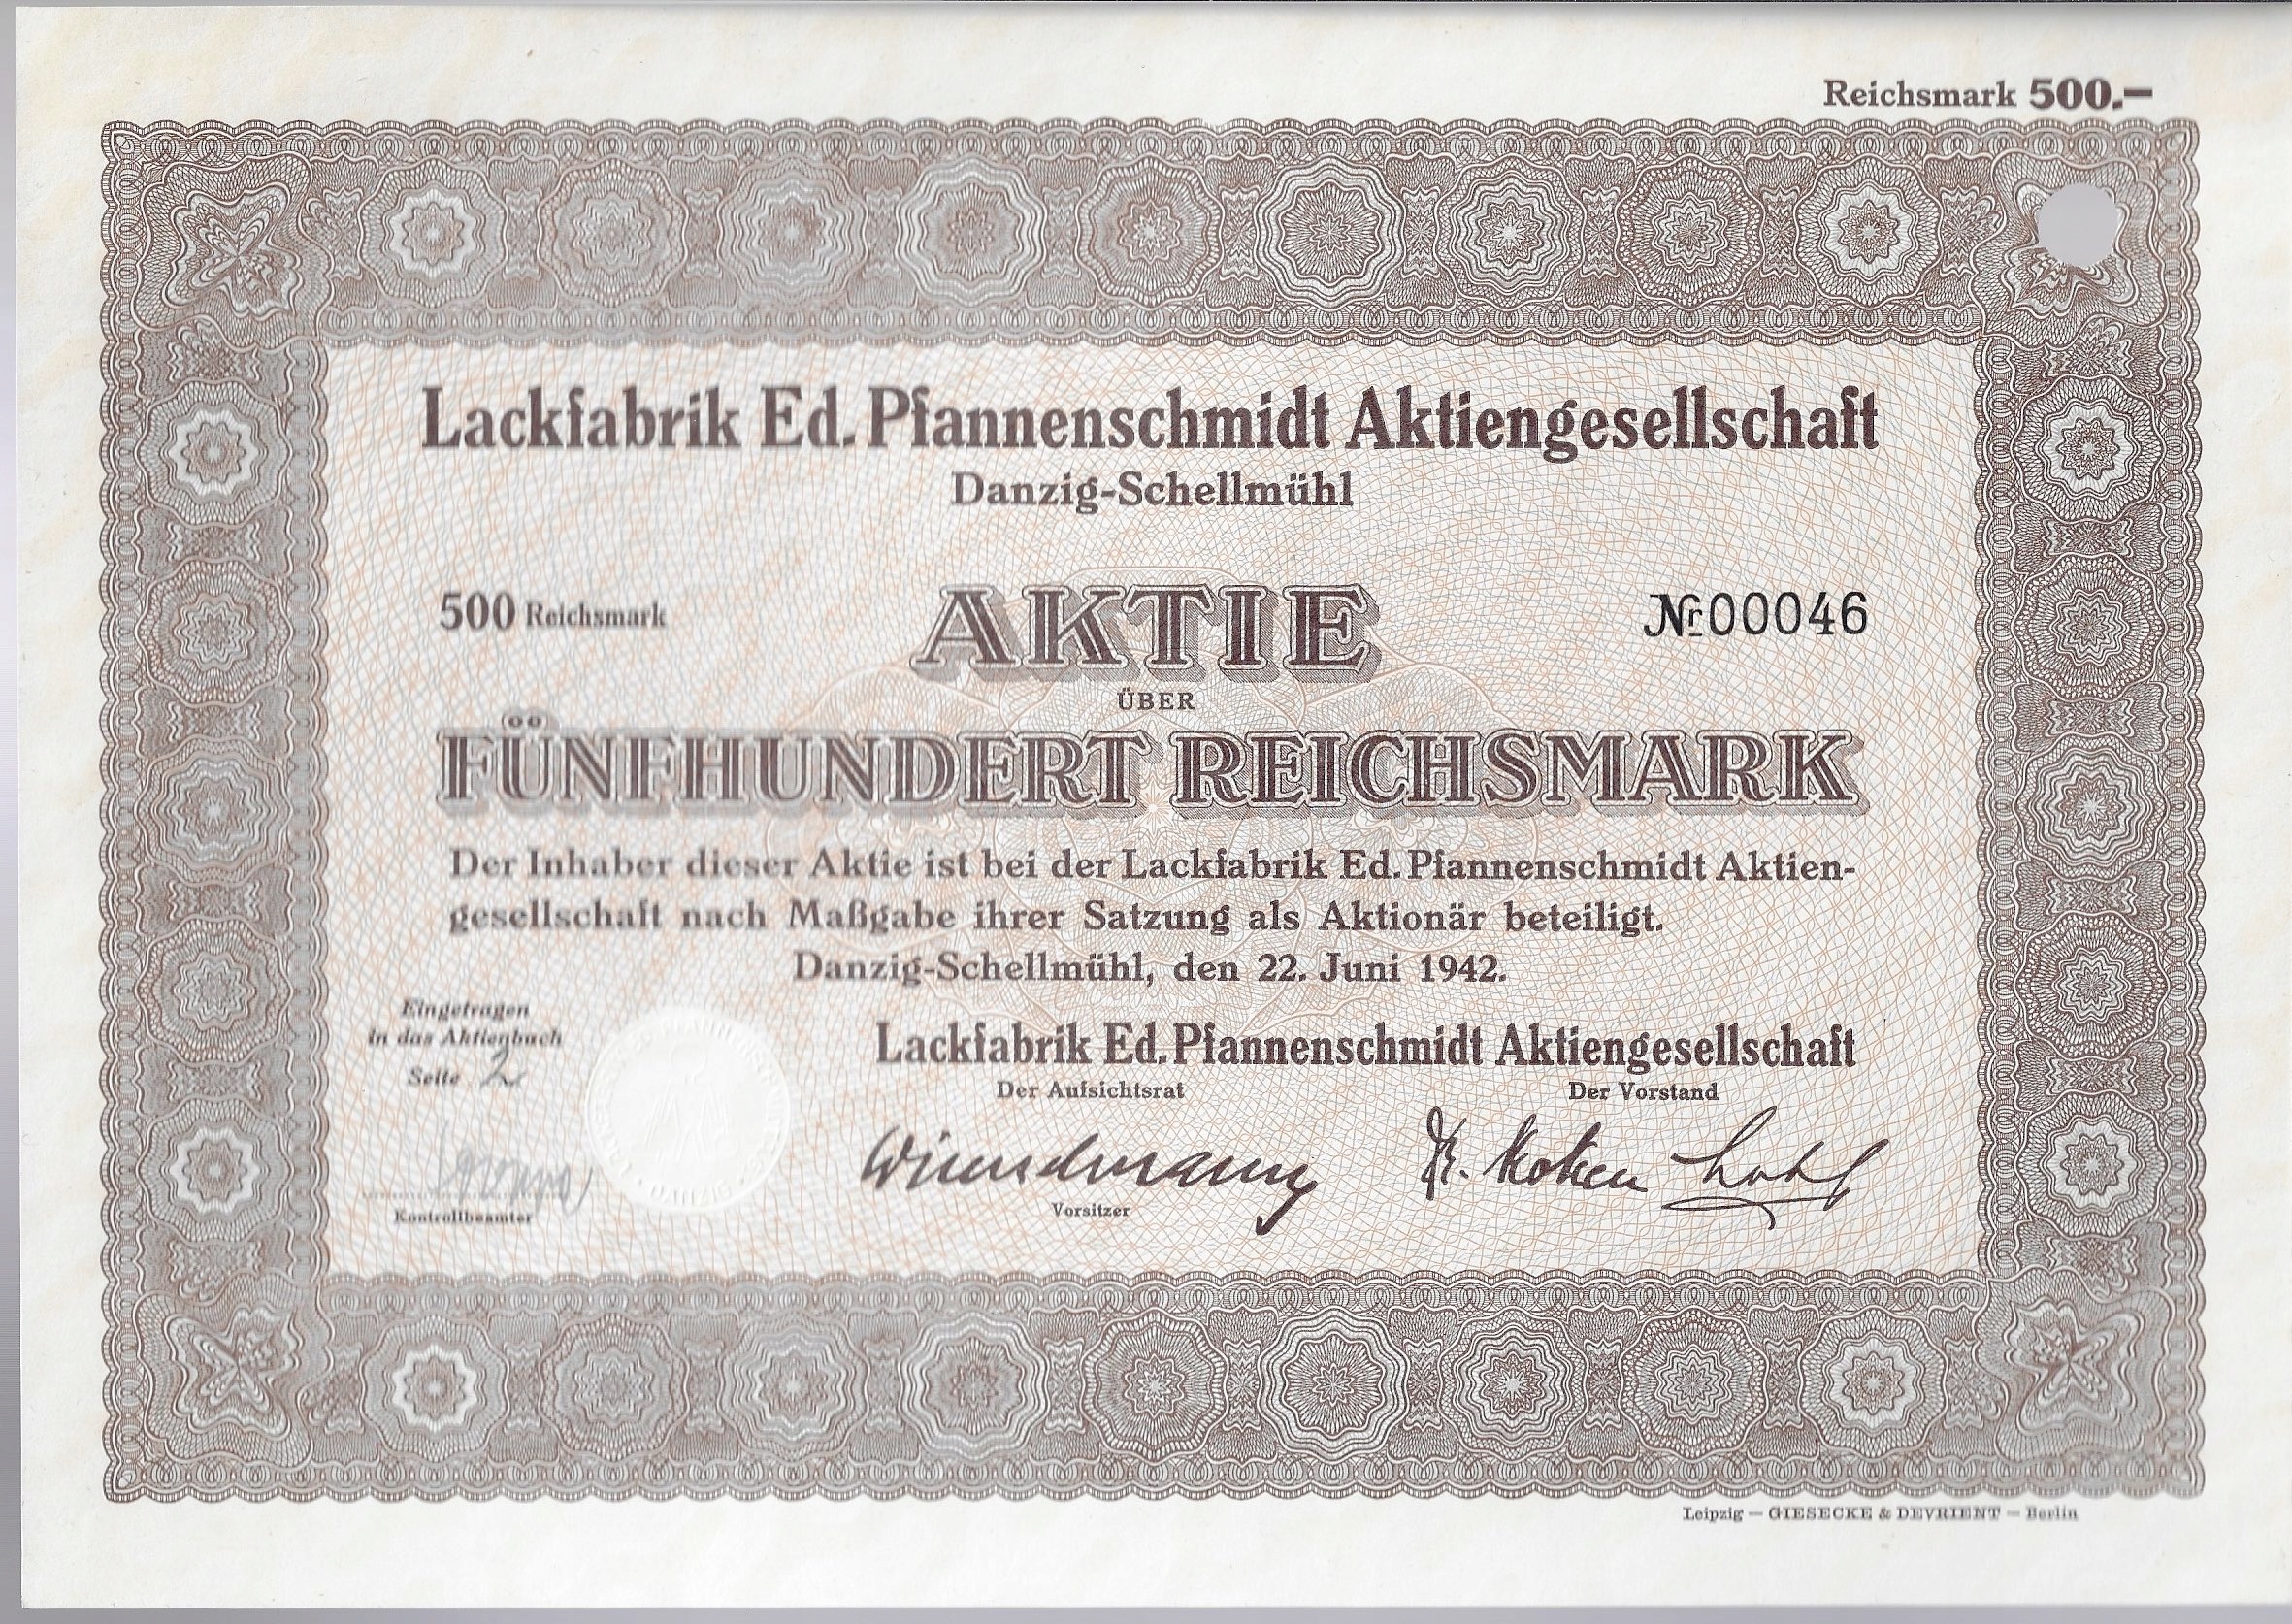 Reichsmark 500.–
Lackfabrik Ed. Pfannenschmidt Aktiengesellschaft
Danzig-Schellmühl
500 Reichsmark
AKTIE
№ 00046
ÜBER
FÜNFHUNDERT REICHSMARK
Der Inhaber dieser Aktie ist bei der Lackfabrik Ed. Pfannenschmidt Aktien-
gesellschaft nach Maßgabe ihrer Satzung als Aktionär beteiligt.
Danzig-Schellmühl, den 22. Juni 1942.
Eingetragen
in das Aktienbuch
Seite 2
Lackfabrik Ed. Pfannenschmidt Aktiengesellschaft
Der Aufsichtsrat
Der Vorstand
Vorsitzer
Kontrollbeamter
Leipzig — GIESECKE & DEVRIENT — Berlin